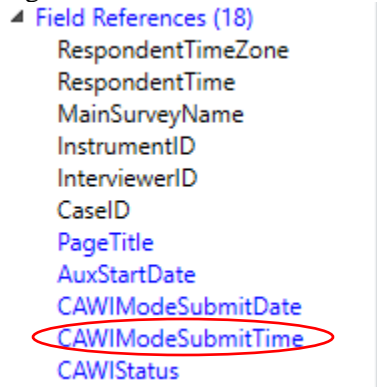 Field References (18)
RespondentTimeZone
RespondentTime
MainSurveyName
InstrumentID
InterviewerID
CaseID
PageTitle
AuxStartDate
CAWIModeSubmitDate
CAWIModeSubmitTime
CAWIStatus